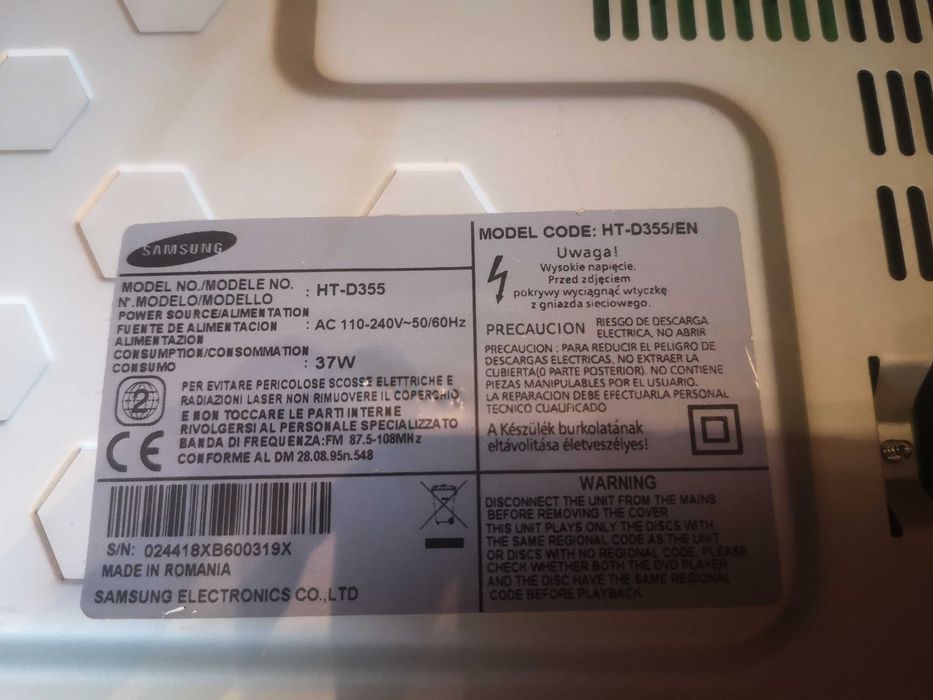 SAMSUNG
MODEL NO./MODELE NO.
N°.MODELO/MODELLO : HT-D355
POWER SOURCE/ALIMENTATION
FUENTE DE ALIMENTACION : AC 110-240V~50/60Hz
ALIMENTAZION
CONSUMPTION/CONSOMMATION
CONSUMO : 37W
2
PER EVITARE PERICOLOSE SCOSSE ELETTRICHE E
RADIAZIONI LASER NON RIMUOVERE IL COPERCHIO
E NON TOCCARE LE PARTI INTERNE
RIVOLGERSI AL PERSONALE SPECIALIZZATO
BANDA DI FREQUENZA:FM 87.5-108MHz
CONFORME AL DM 28.08.95n.548
CE
S/N: 024418XB600319X
MADE IN ROMANIA
SAMSUNG ELECTRONICS CO.,LTD
MODEL CODE: HT-D355/EN
Uwaga!
Wysokie napięcie.
Przed zdjęciem
pokrywy wyciągnąć wtyczkę
z gniazda sieciowego.
PRECAUCION RIESGO DE DESCARGA
ELECTRICA, NO ABRIR
PRECAUCION : PARA REDUCIR EL PELIGRO DE
DESCARGAS ELECTRICAS, NO EXTRAER LA
CUBIERTA(O PARTE POSTERIOR). NO CONTIENE
PIEZAS MANIPULABLES POR EL USUARIO.
LA REPARACION DEBE EFECTUARLA PERSONAL
TECNICO CUALIFICADO
A Készülék burkolatának
eltávolitása életveszélyes!
WARNING
DISCONNECT THE UNIT FROM THE MAINS
BEFORE REMOVING THE COVER
THIS UNIT PLAYS ONLY THE DISCS WITH
THE SAME REGIONAL CODE AS THE UNIT
OR DISCS WITH NO REGIONAL CODE. PLEASE
CHECK WHETHER BOTH THE DVD PLAYER
AND THE DISC HAVE THE SAME REGIONAL
CODE BEFORE PLAYBACK.